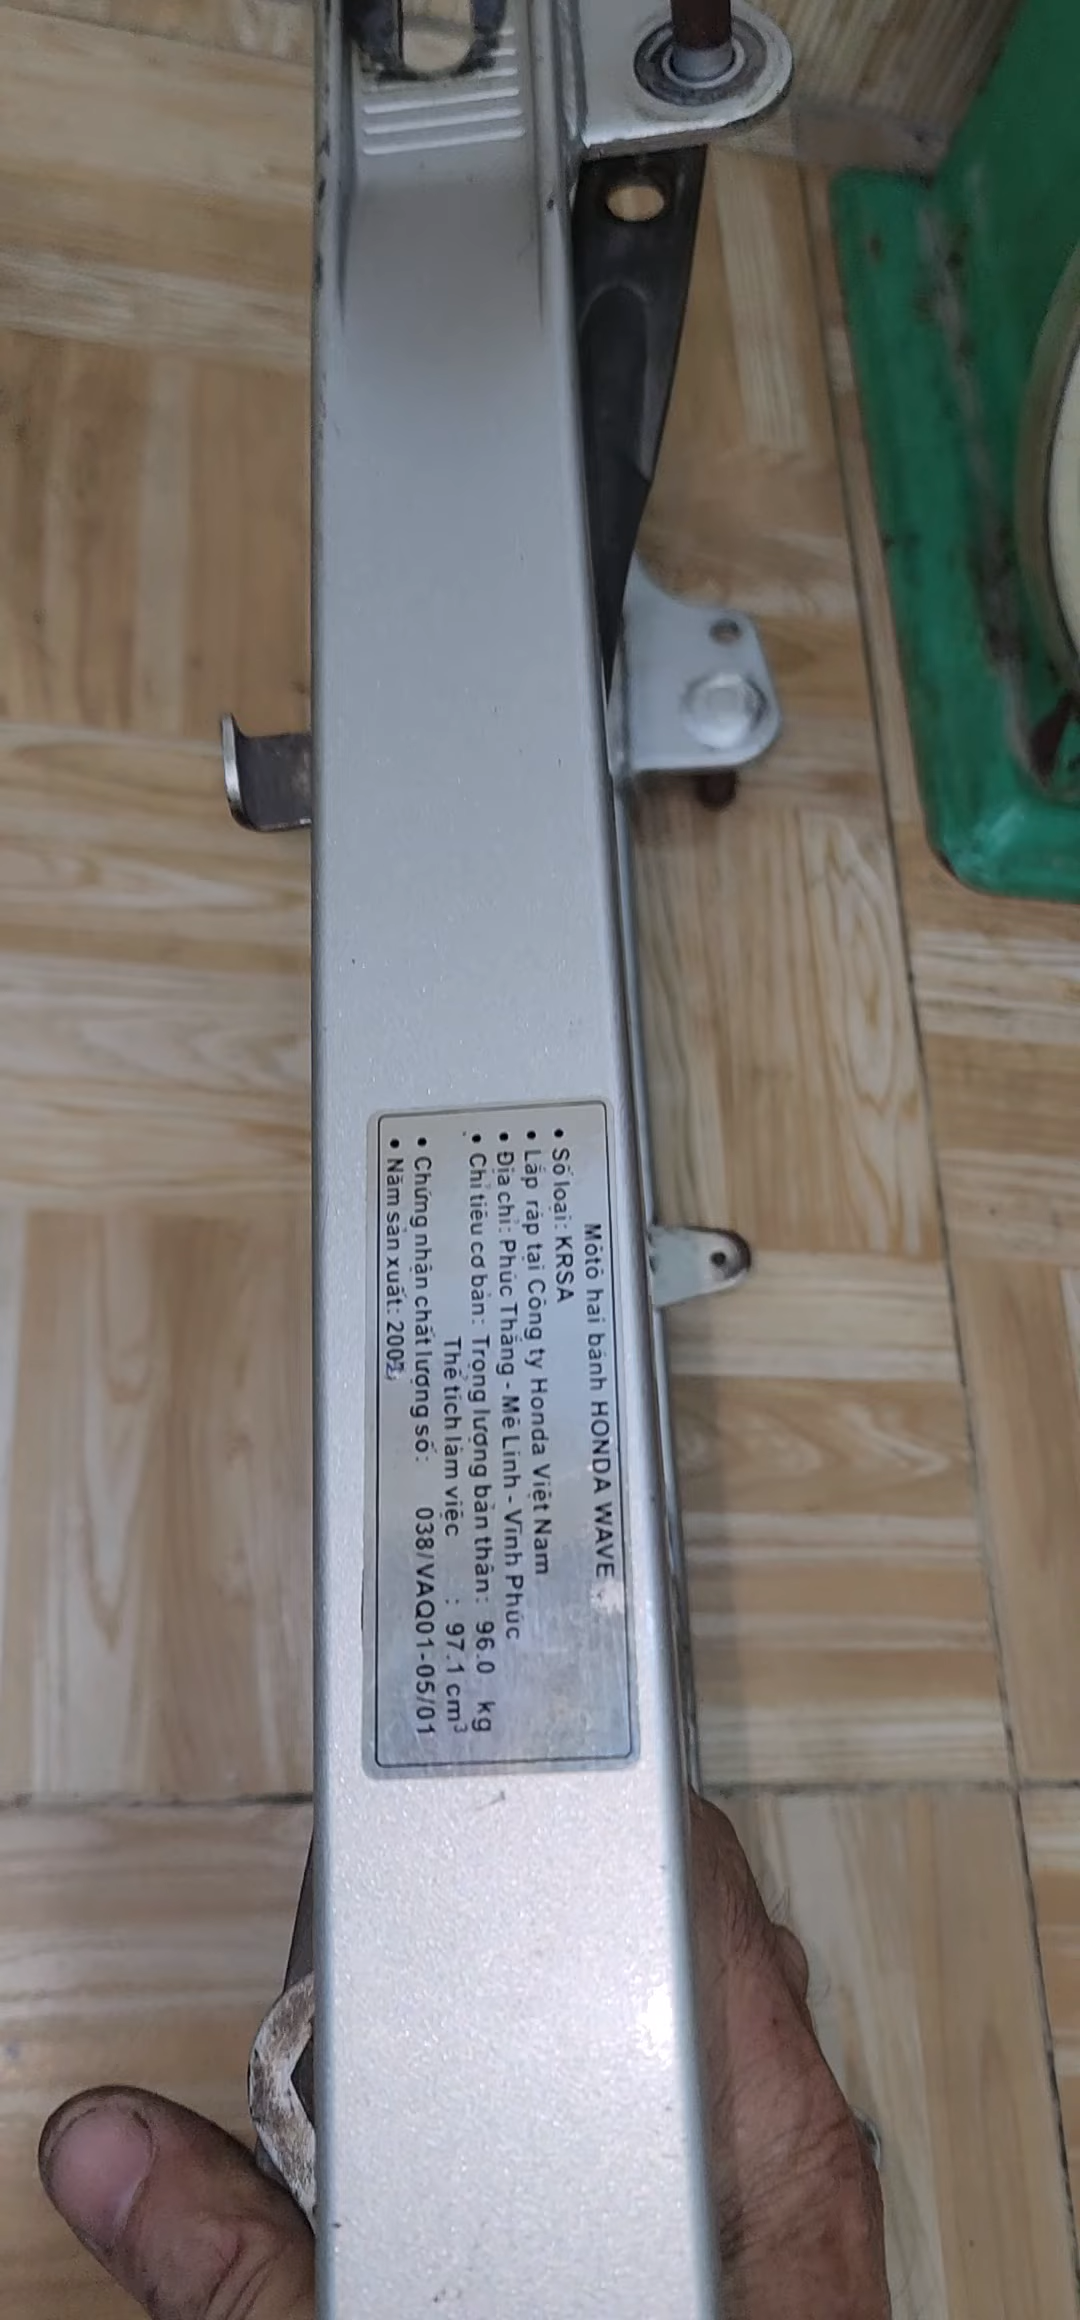 Môtô hai bánh HONDA WAVE
• Số loại: KRSA
• Lắp ráp tại Công ty Honda Việt Nam
• Địa chỉ: Phúc Thắng - Mê Linh - Vĩnh Phúc
• Chỉ tiêu cơ bản: Trọng lượng bản thân: 96.0 kg
Thể tích làm việc : 97.1 cm³
• Chứng nhận chất lượng số: 038/VAQ01-05/01
• Năm sản xuất: